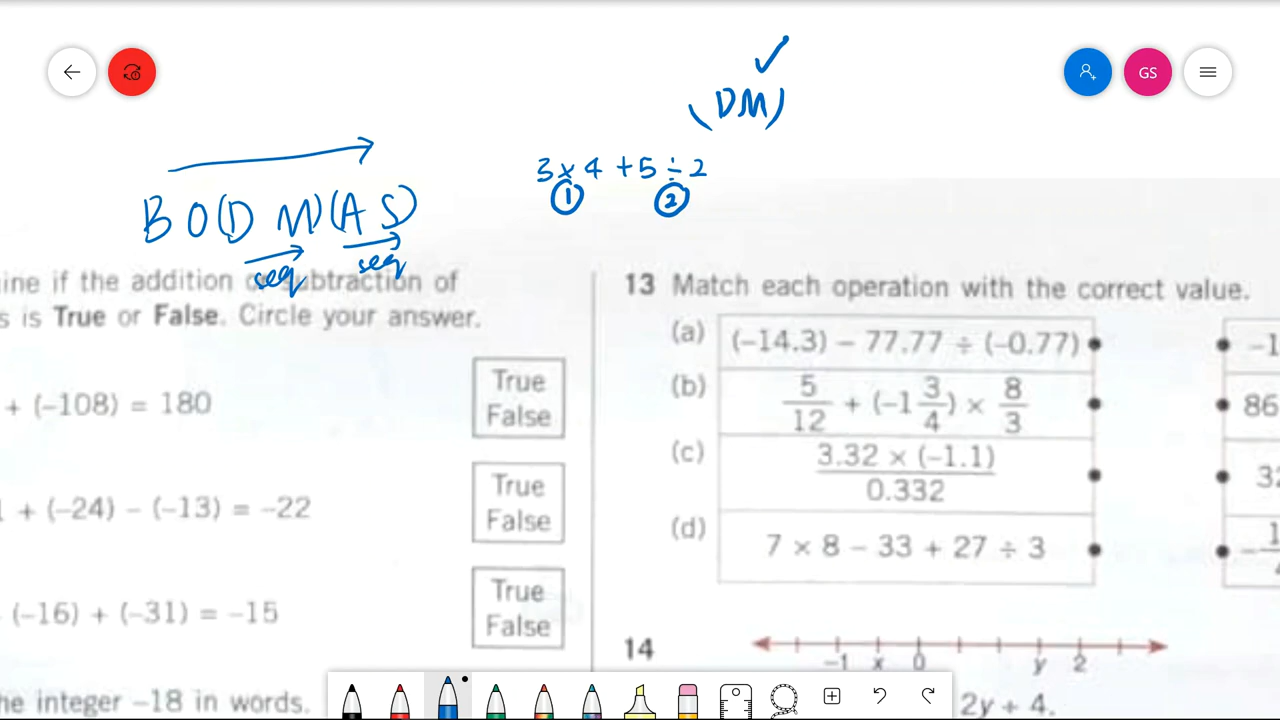 GS
(DM)
3×4 +5÷2
1 2
B O(D M)(A S)
seq seq
ine if the addition subtraction of
s is True or False. Circle your answer.
True
False
+ (−108) = 180
True
False
+ (−24) − (−13) = −22
True
False
(−16) + (−31) = −15
he integer −18 in words.
13 Match each operation with the correct value.
(a) (−14.3) − 77.77 ÷ (−0.77)
(b) 5/12 + (−1 3/4) × 8/3
(c) 3.32 × (−1.1)
0.332
(d) 7 × 8 − 33 + 27 ÷ 3
−1
86
32
14
−1 x 0 y 2
2y + 4.